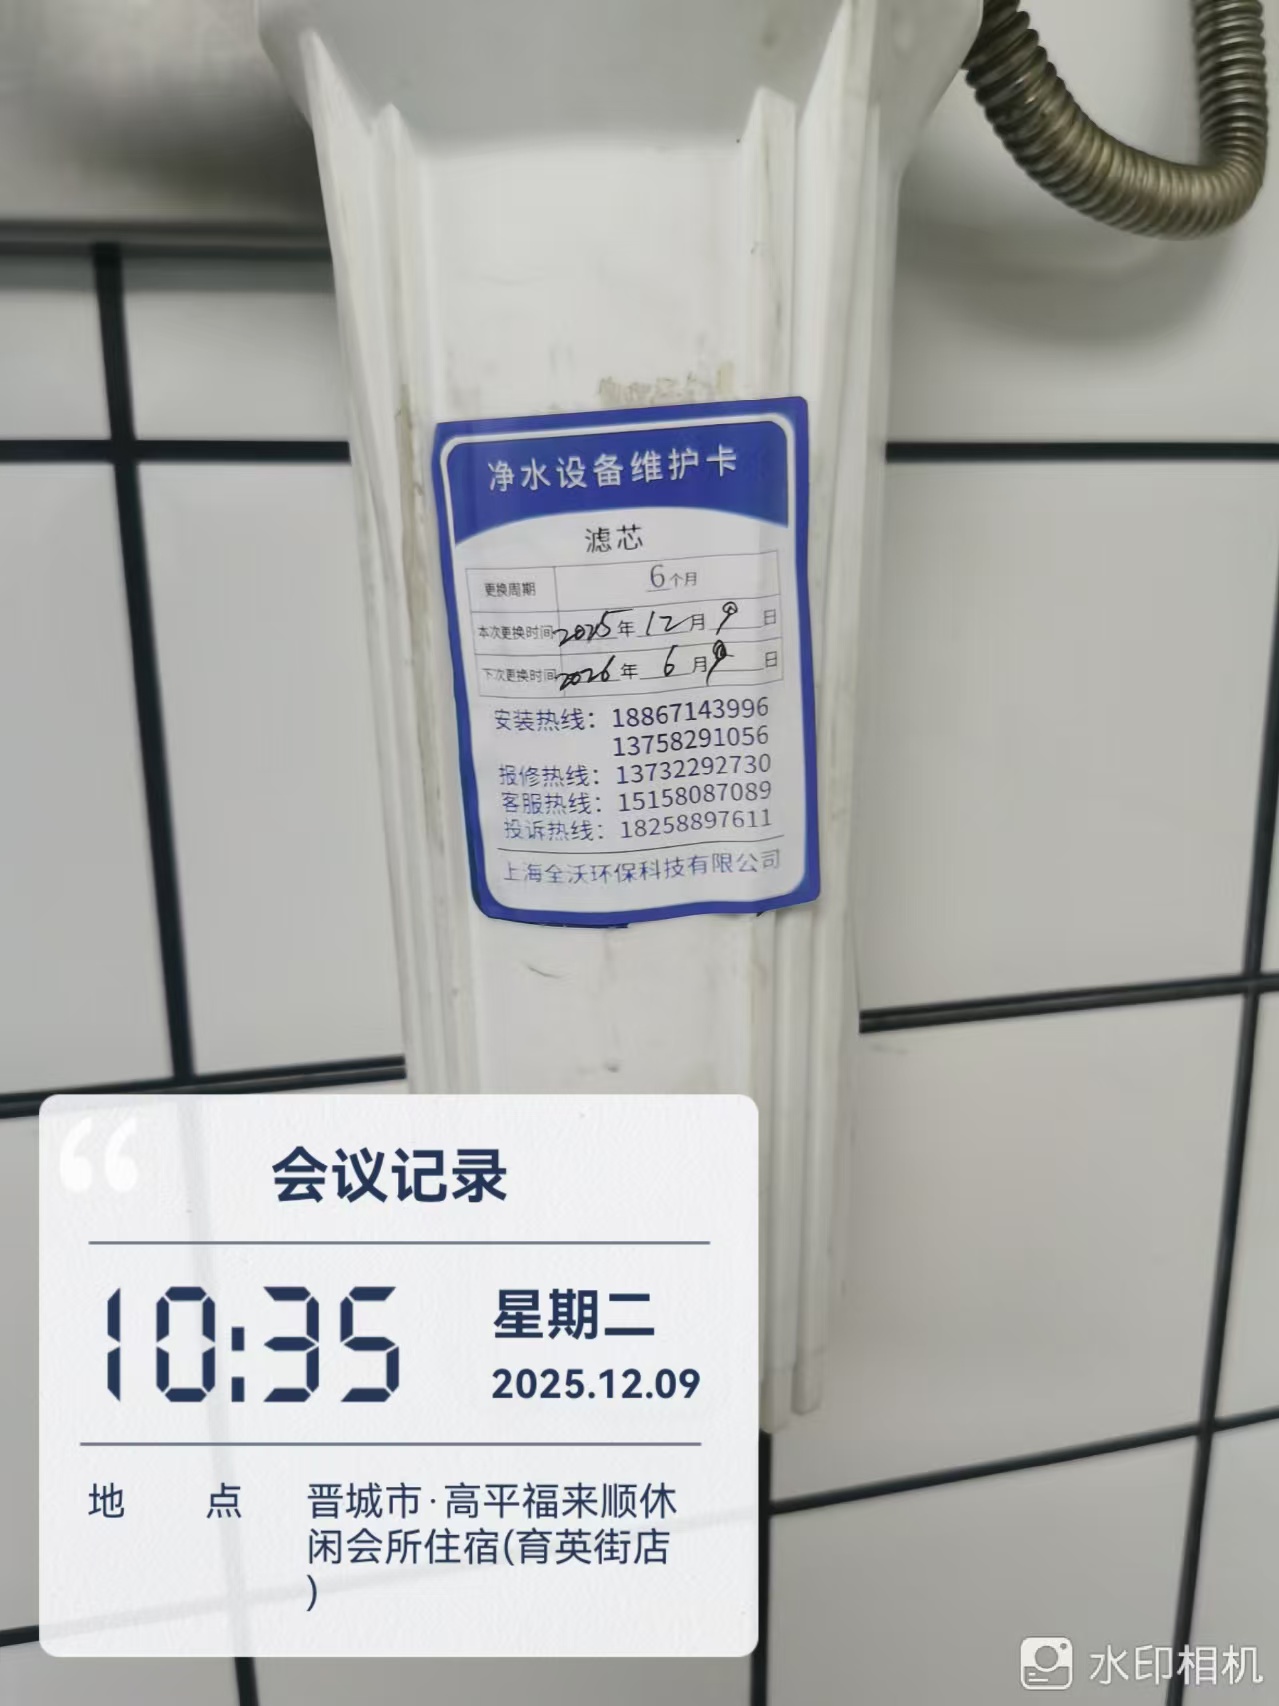 净水设备维护卡
滤芯
更换周期 6个月
本次更换时间 2025年12月9日
下次更换时间 2026年6月9日
安装热线：18867143996
13758291056
报修热线：13732292730
客服热线：15158087089
投诉热线：18258897611
上海全沃环保科技有限公司
会议记录
10:35
星期二
2025.12.09
地 点 晋城市·高平福来顺休
闲会所住宿(育英街店
)
水印相机